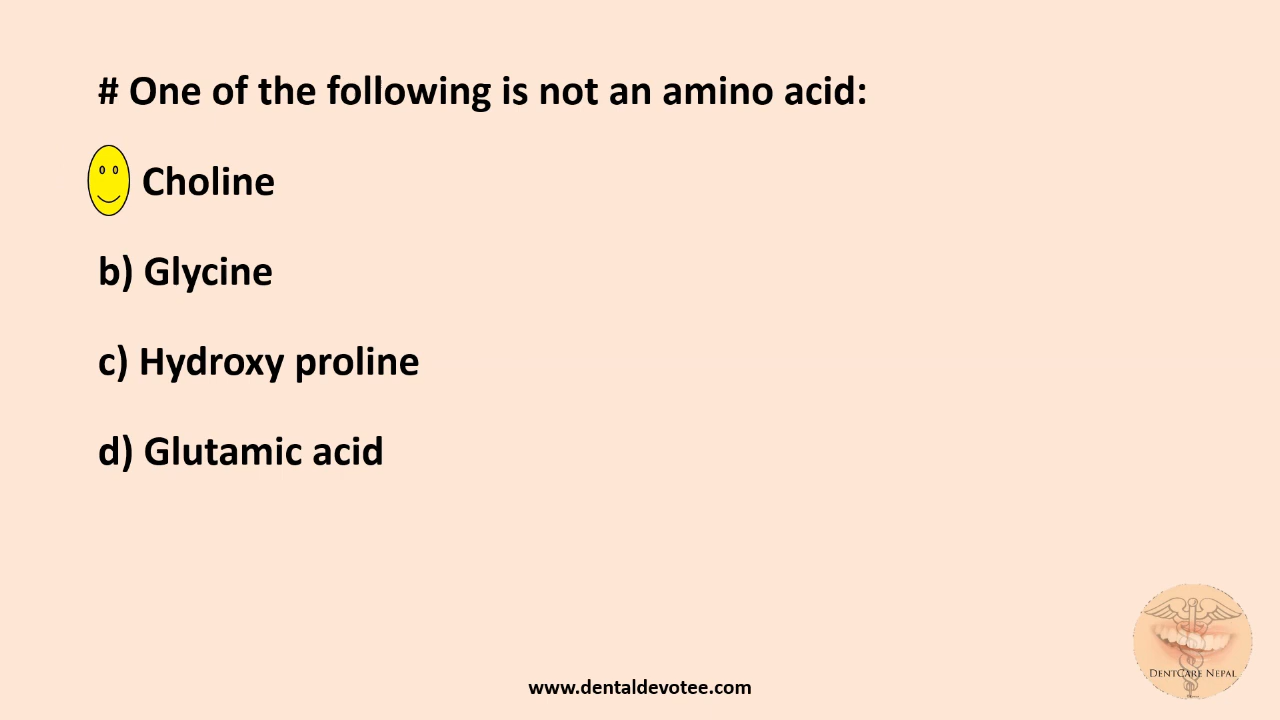 # One of the following is not an amino acid:
Choline
b) Glycine
c) Hydroxy proline
d) Glutamic acid
DentCare Nepal
www.dentaldevotee.com